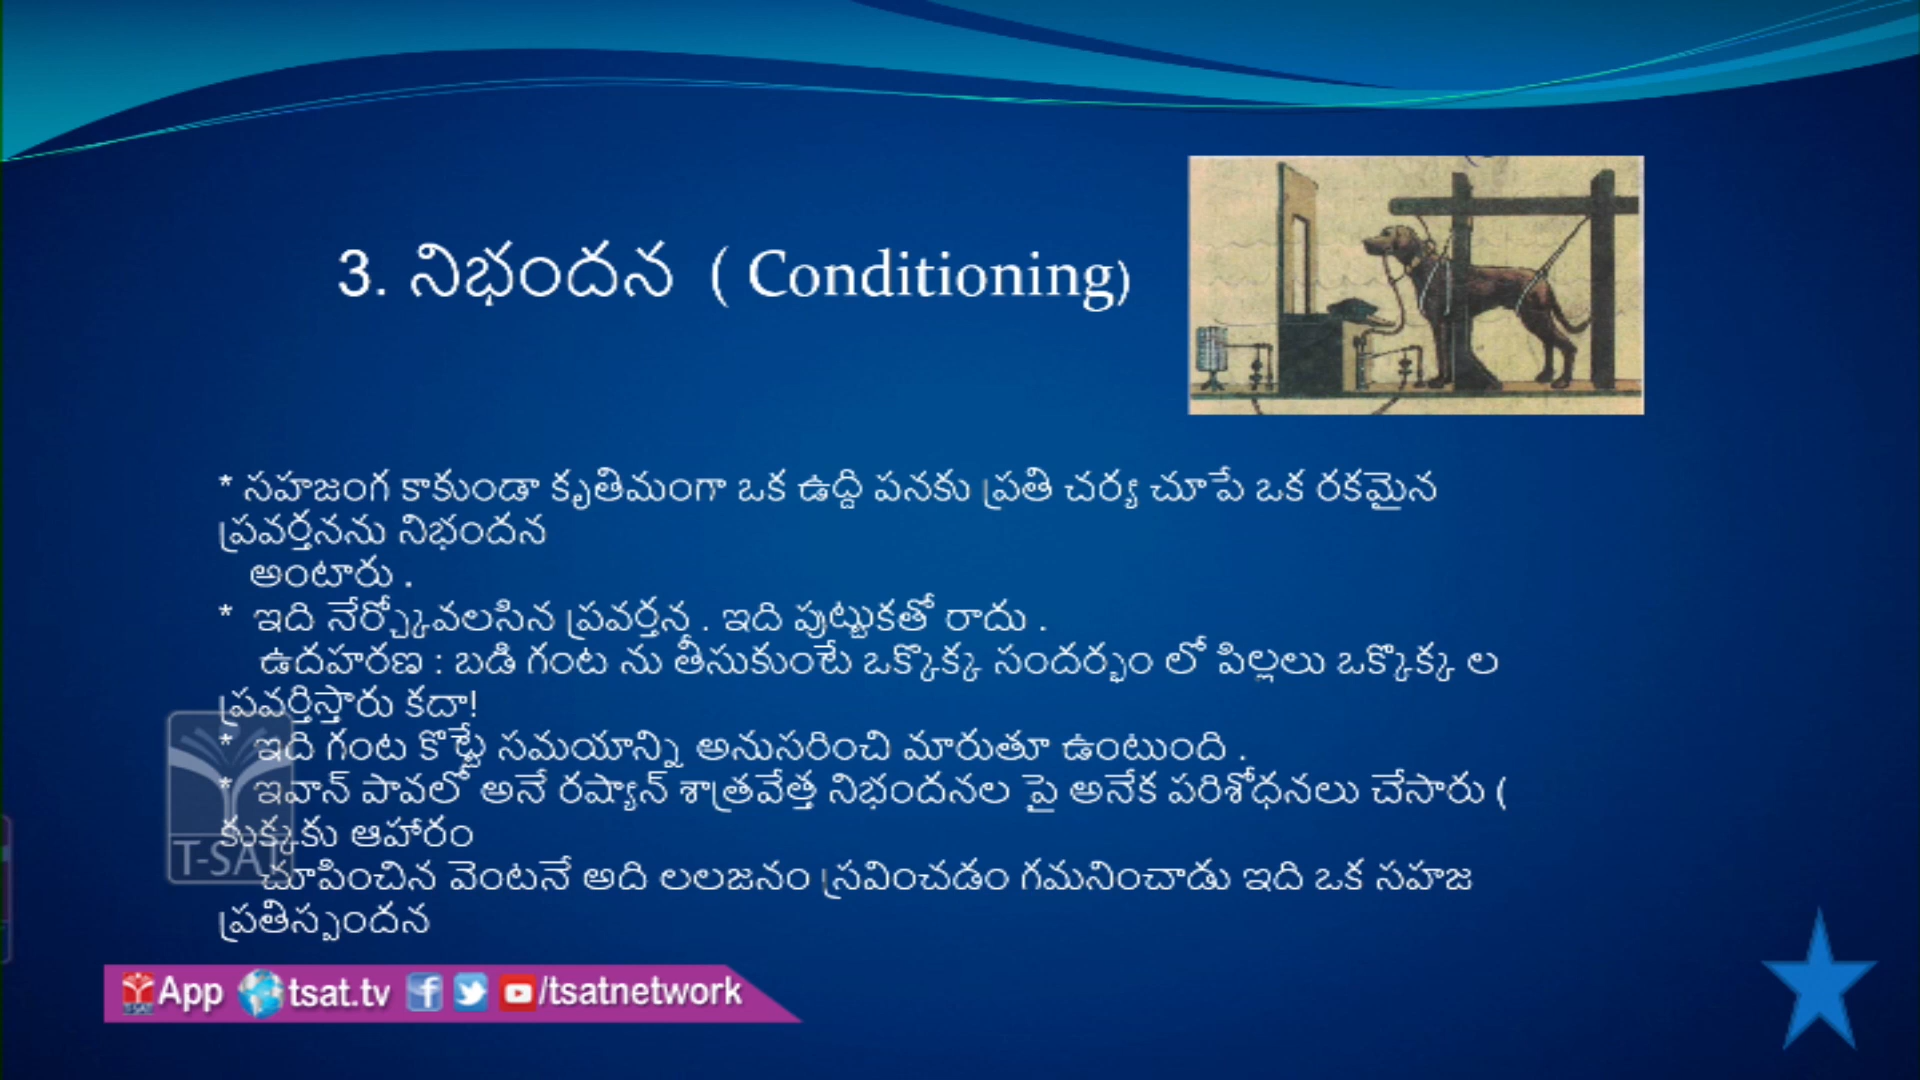 3. నిభందన ( Conditioning)
* సహజంగ కాకుండా కృతిమంగా ఒక ఉద్ది పనకు ప్రతి చర్య చూపే ఒక రకమైన
ప్రవర్తనను నిభందన
అంటారు .
* ఇది నేర్చోకోవలసిన ప్రవర్తన . ఇది పుట్టుకతో రాదు .
ఉదహరణ : బడి గంట ను తీసుకుంటే ఒక్కొక్క సందర్భం లో పిల్లలు ఒక్కొక్క ల
ప్రవర్తిస్తారు కదా!
* ఇది గంట కొట్టే సమయాన్ని అనుసరించి మారుతూ ఉంటుంది .
* ఇవాన్ పావలో అనే రష్యాన్ శాత్రవేత్త నిభందనల పై అనేక పరిశోధనలు చేసారు (
కుక్కకు ఆహారం
చూపించిన వెంటనే అది లలజనం స్రవించడం గమనించాడు ఇది ఒక సహజ
ప్రతిస్పందన
T-SAT
App tsat.tv /tsatnetwork